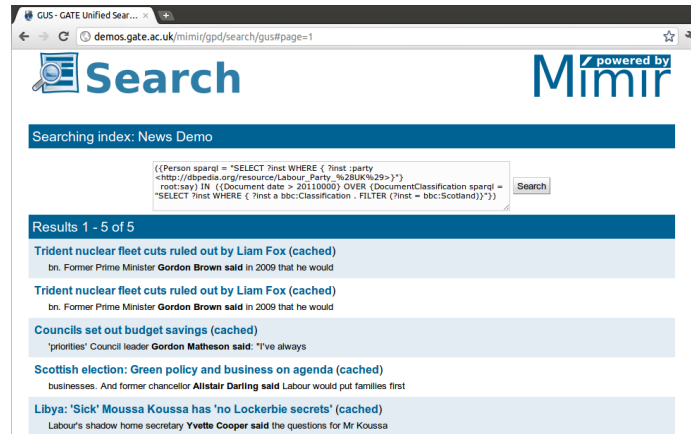 GUS - GATE Unified Sear...
demos.gate.ac.uk/mimir/gpd/search/gus#page=1
Search
powered by
Mimir
Searching index: News Demo
({Person sparql = "SELECT ?inst WHERE { ?inst :party
<http://dbpedia.org/resource/Labour_Party_%28UK%29>}"}
root:say) IN ({Document date > 20110000} OVER {DocumentClassification sparql =
"SELECT ?inst WHERE { ?inst a bbc:Classification . FILTER (?inst = bbc:Scotland)}"})
Search
Results 1 - 5 of 5
Trident nuclear fleet cuts ruled out by Liam Fox (cached)
bn. Former Prime Minister Gordon Brown said in 2009 that he would
Trident nuclear fleet cuts ruled out by Liam Fox (cached)
bn. Former Prime Minister Gordon Brown said in 2009 that he would
Councils set out budget savings (cached)
'priorities' Council leader Gordon Matheson said: "I've always
Scottish election: Green policy and business on agenda (cached)
businesses. And former chancellor Alistair Darling said Labour would put families first
Libya: 'Sick' Moussa Koussa has 'no Lockerbie secrets' (cached)
Labour's shadow home secretary Yvette Cooper said the questions for Mr Koussa